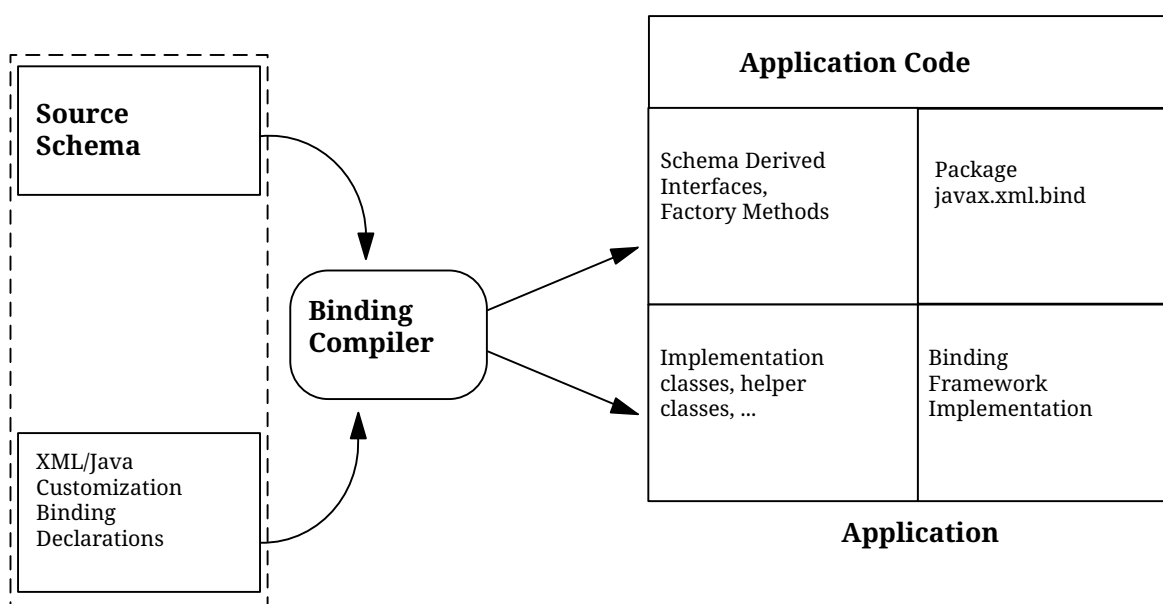 Source
Schema
XML/Java
Customization
Binding
Declarations
Binding
Compiler
Application Code
Schema Derived
Interfaces,
Factory Methods
Package
javax.xml.bind
Implementation
classes, helper
classes, ...
Binding
Framework
Implementation
Application